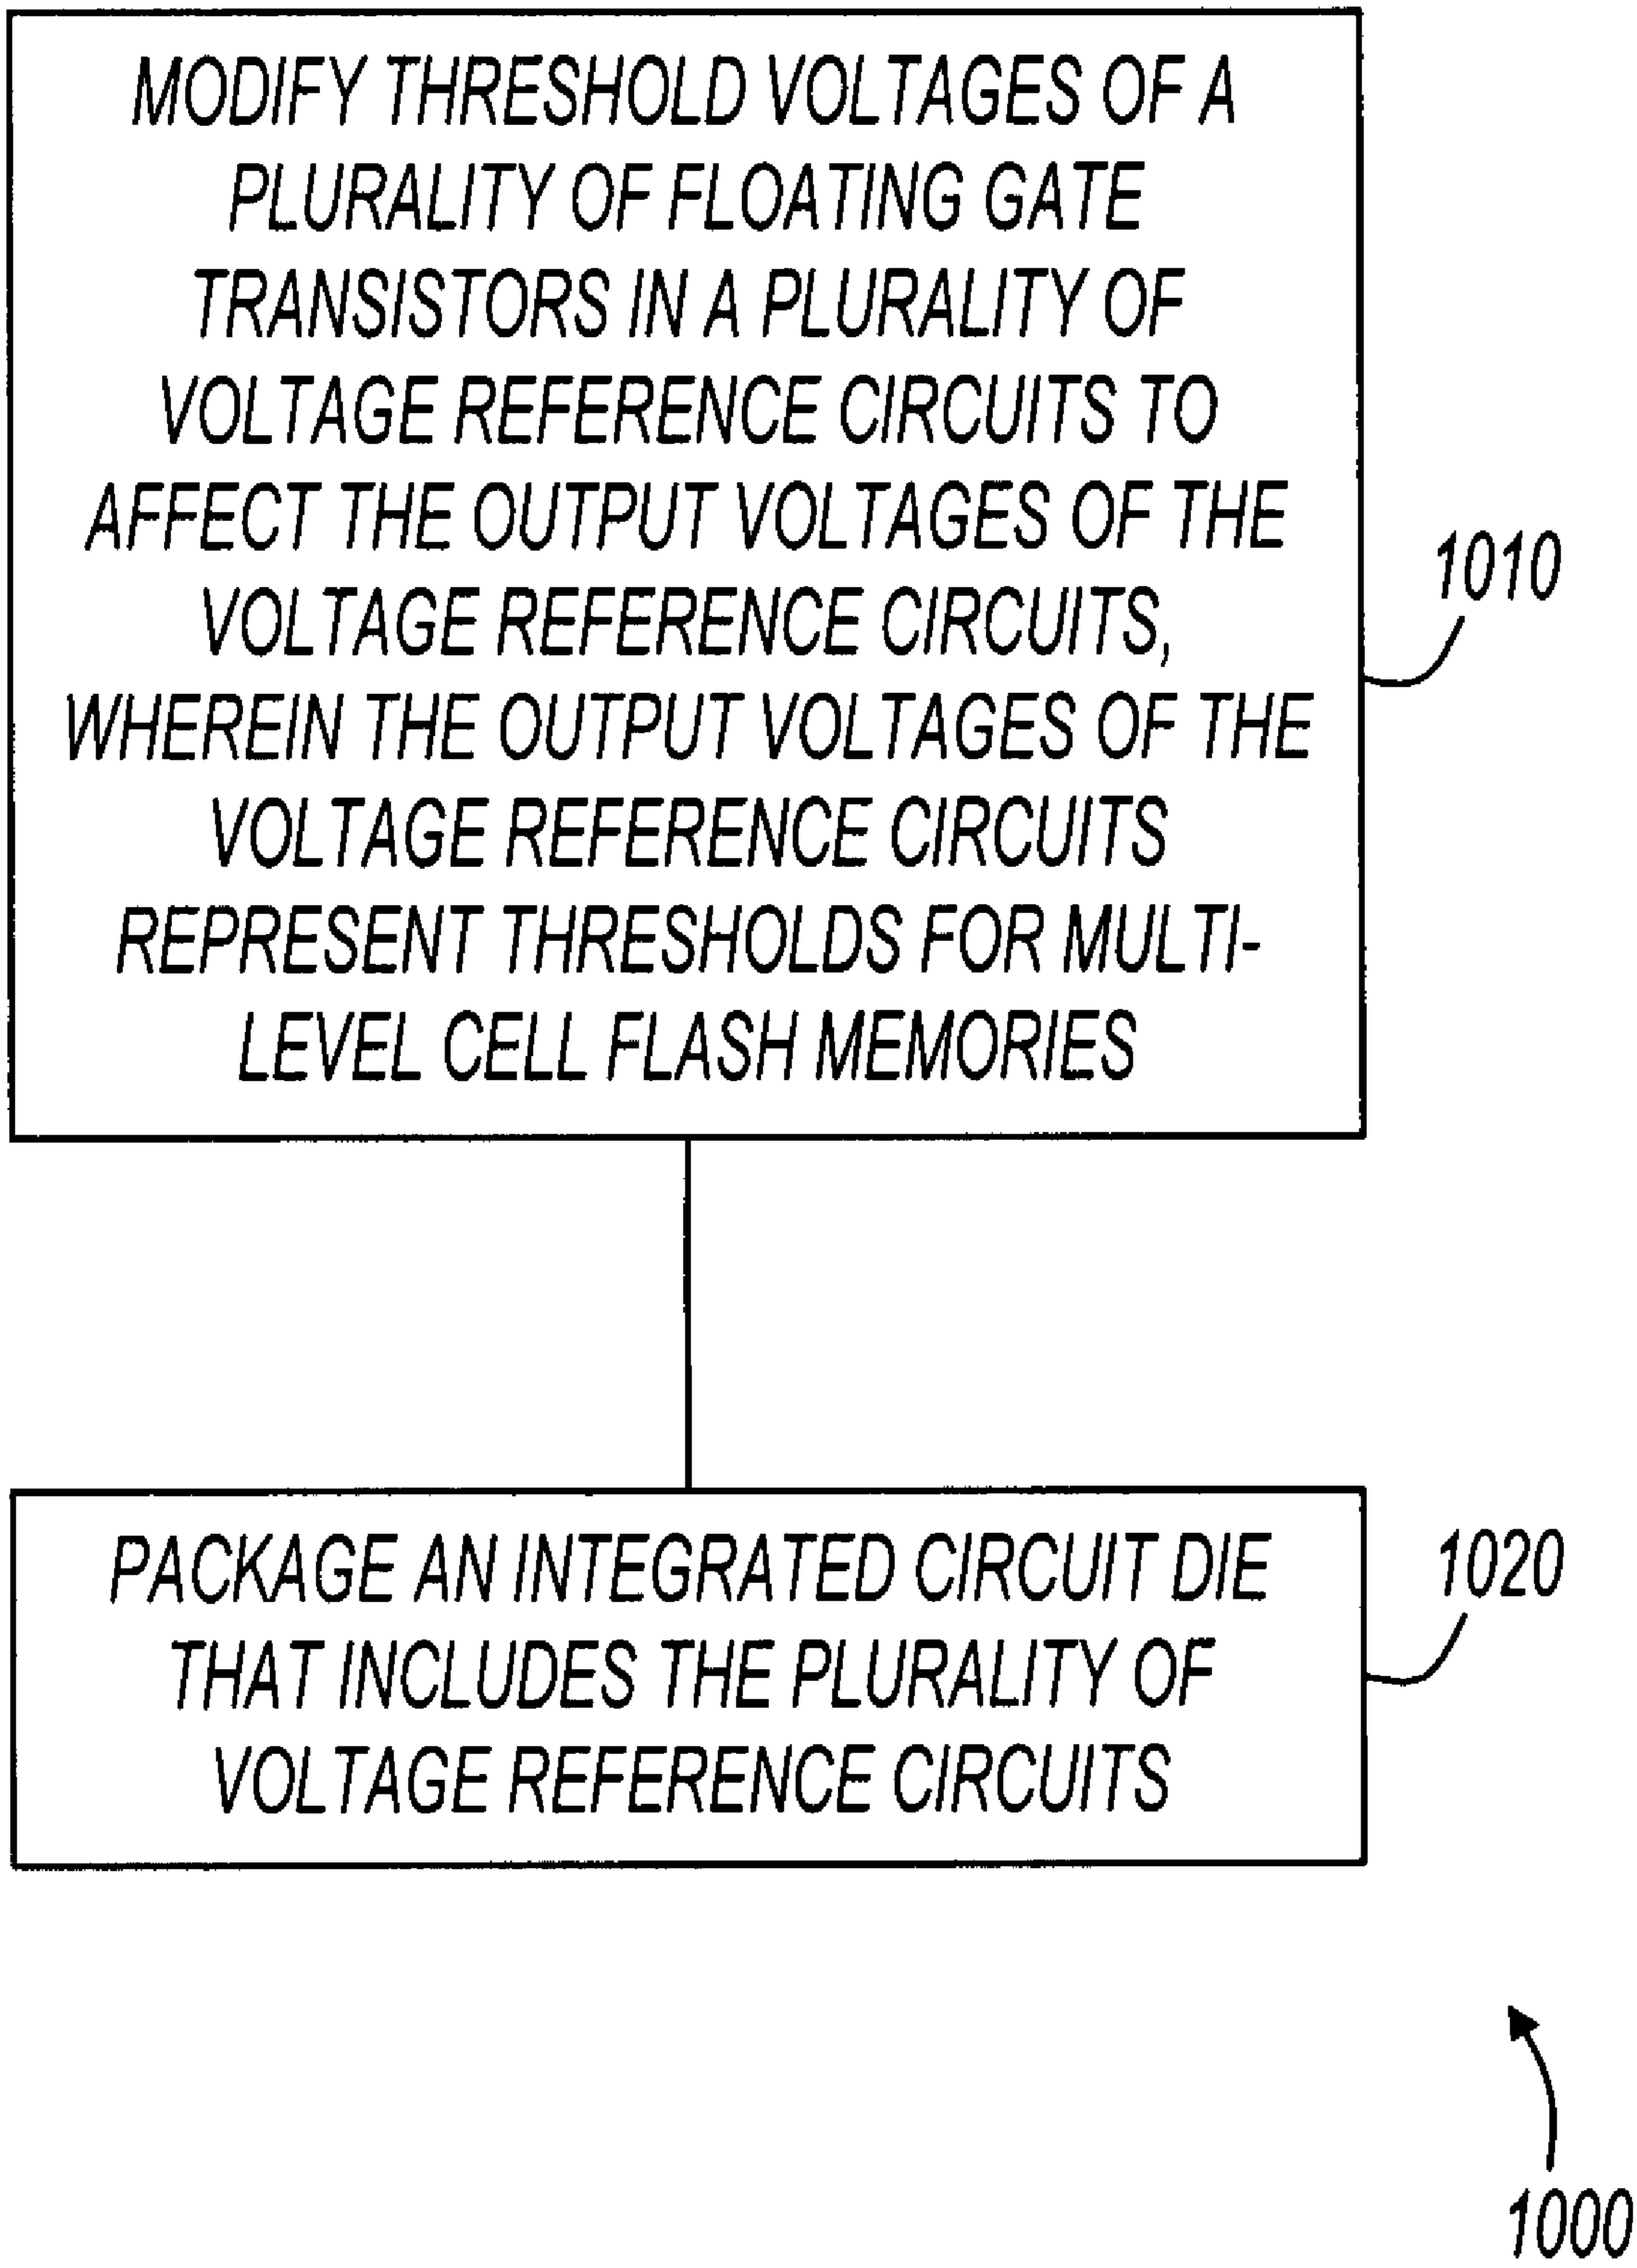 MODIFY THRESHOLD VOLTAGES OF A
PLURALITY OF FLOATING GATE
TRANSISTORS IN A PLURALITY OF
VOLTAGE REFERENCE CIRCUITS TO
AFFECT THE OUTPUT VOLTAGES OF THE
VOLTAGE REFERENCE CIRCUITS,
WHEREIN THE OUTPUT VOLTAGES OF THE
VOLTAGE REFERENCE CIRCUITS
REPRESENT THRESHOLDS FOR MULTI-
LEVEL CELL FLASH MEMORIES
1010
PACKAGE AN INTEGRATED CIRCUIT DIE
THAT INCLUDES THE PLURALITY OF
VOLTAGE REFERENCE CIRCUITS
1020
1000